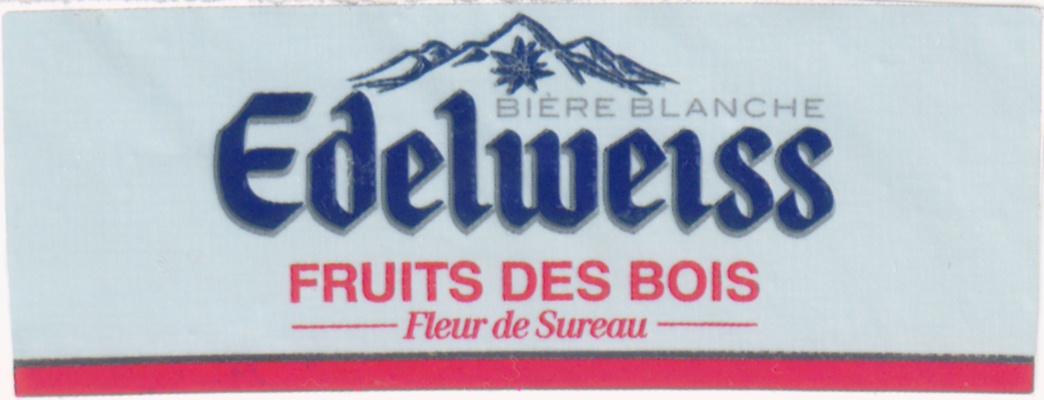 BIÈRE BLANCHE
Edelweiss
FRUITS DES BOIS
Fleur de Sureau